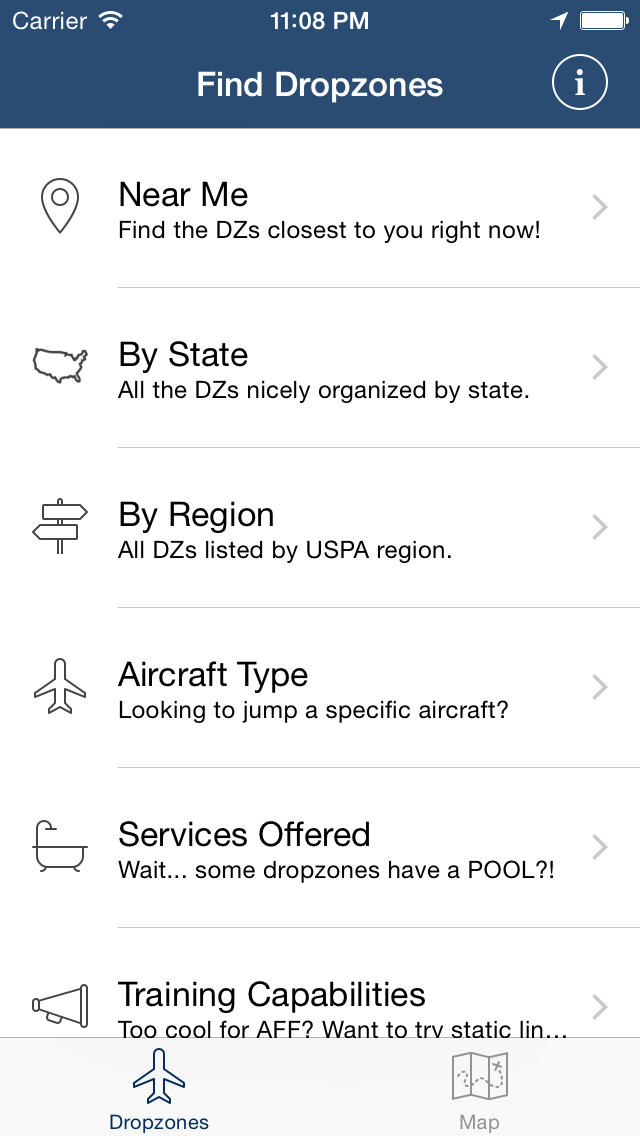 Carrier 11:08 PM
Find Dropzones i
Near Me
Find the DZs closest to you right now!
By State
All the DZs nicely organized by state.
By Region
All DZs listed by USPA region.
Aircraft Type
Looking to jump a specific aircraft?
Services Offered
Wait... some dropzones have a POOL?!
Training Capabilities
Too cool for AFF? Want to try static lin...
Dropzones Map